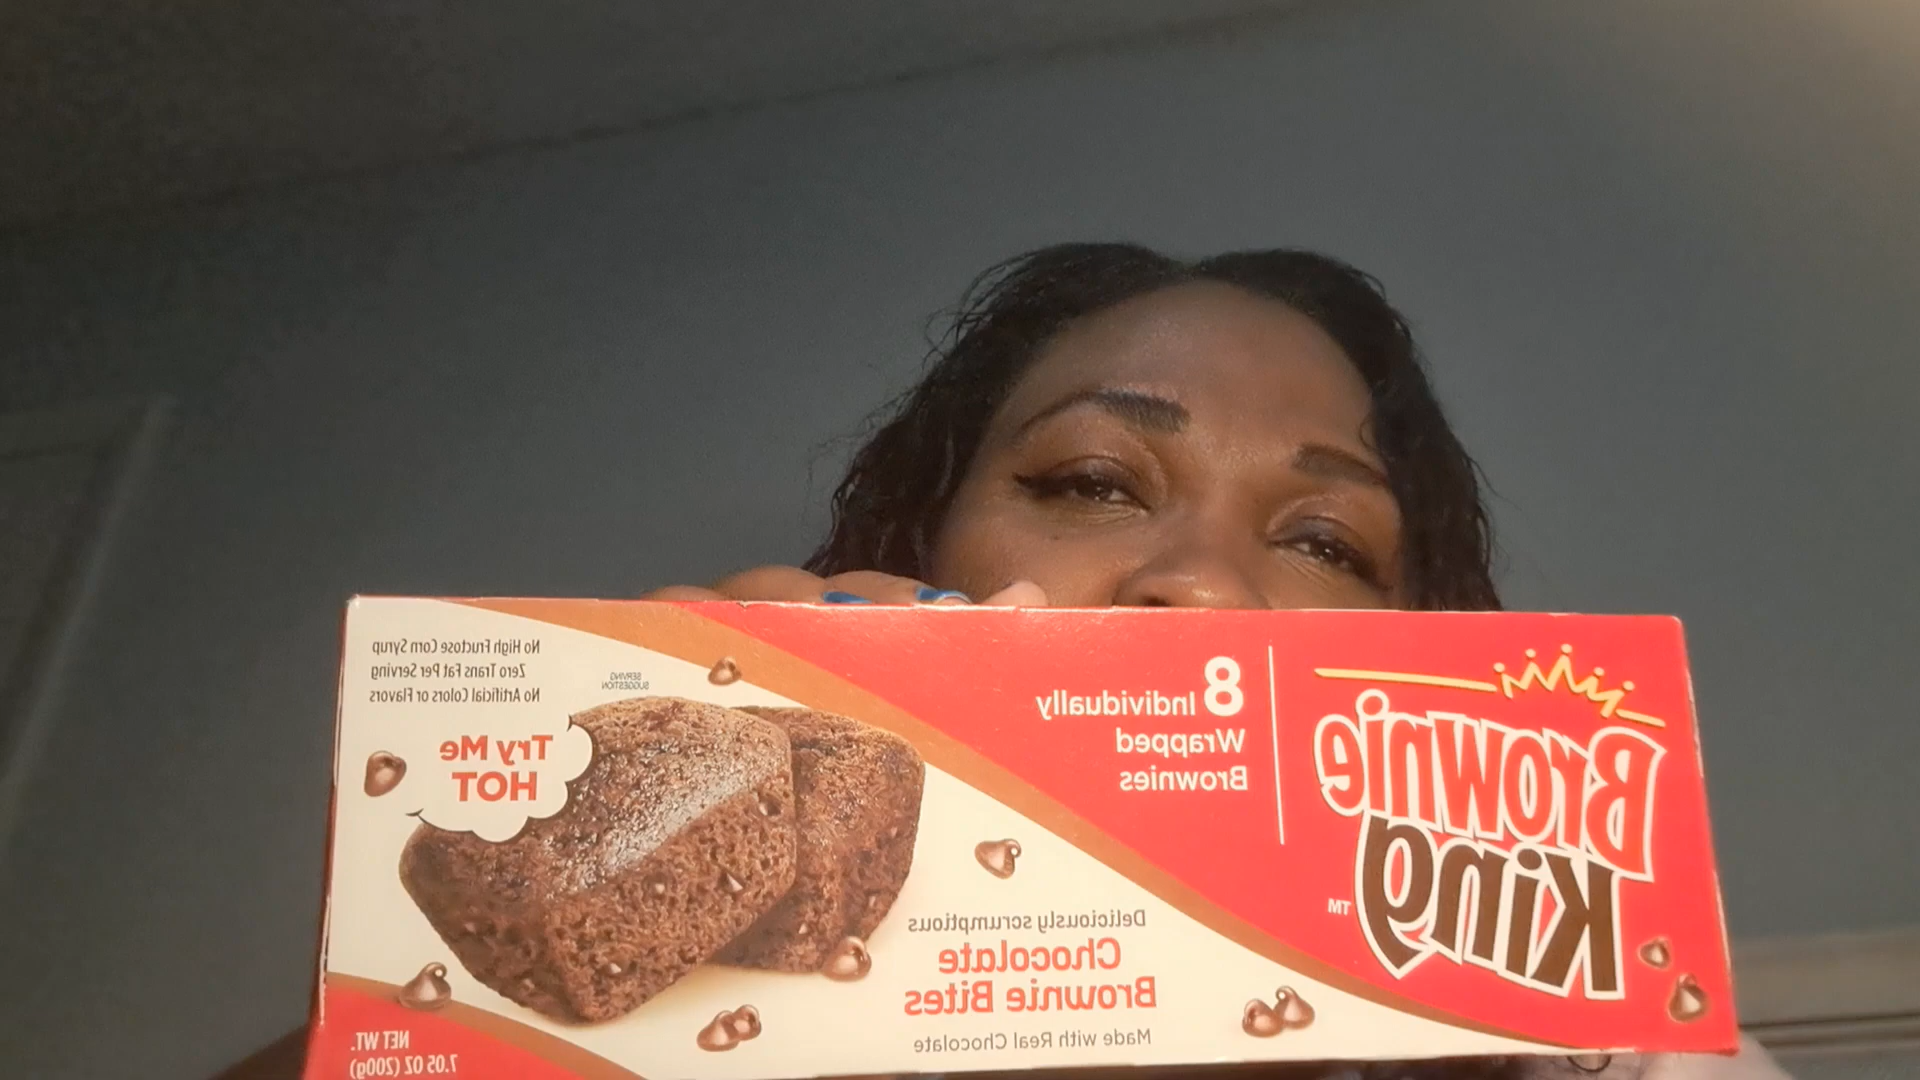 Brownie
King
TM
8 Individually
Wrapped
Brownies
Deliciously scrumptious
Chocolate
Brownie Bites
Made with Real Chocolate
SERVING
SUGGESTION
No High Fructose Corn Syrup
Zero Trans Fat Per Serving
No Artificial Colors or Flavors
Try Me
HOT
NET WT.
7.05 OZ (200g)